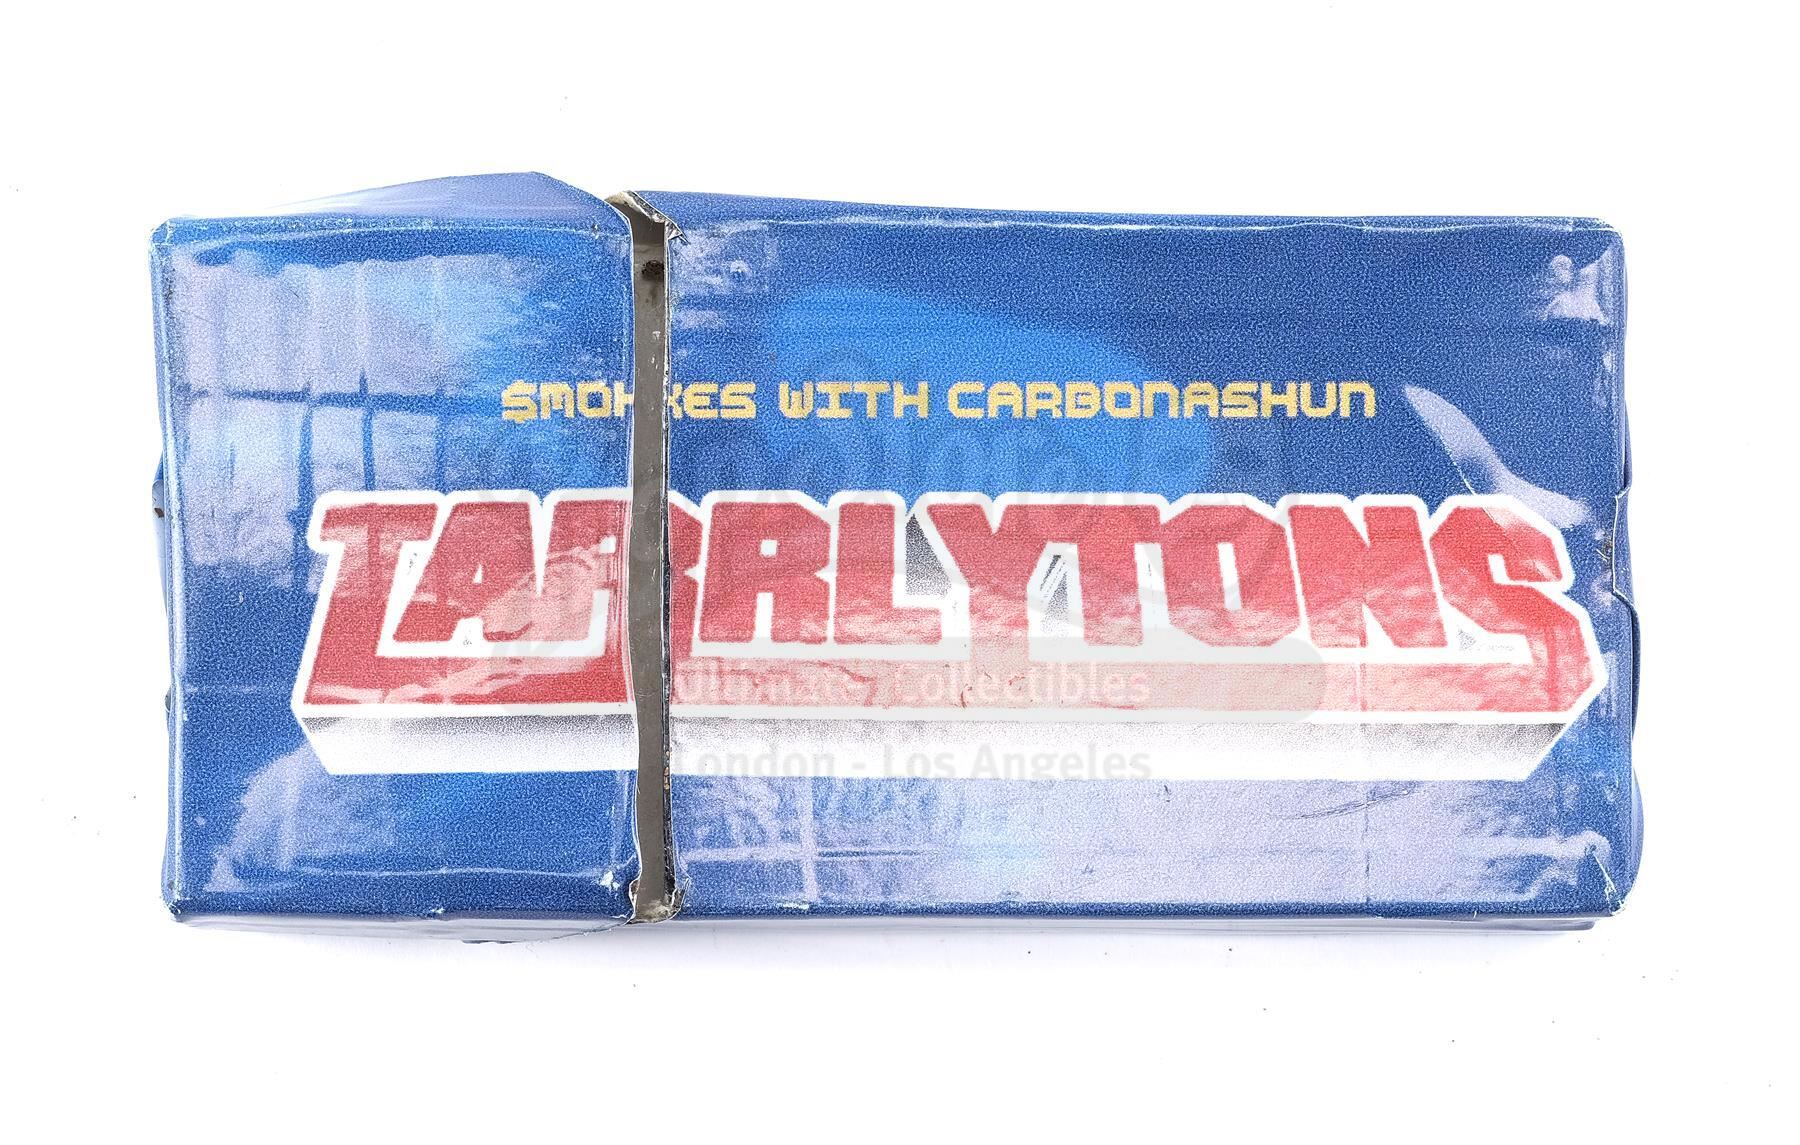 $MOKES WITH CARBONASHUN
TARRLYTONS
Ultimate Collectibles
London - Los Angeles